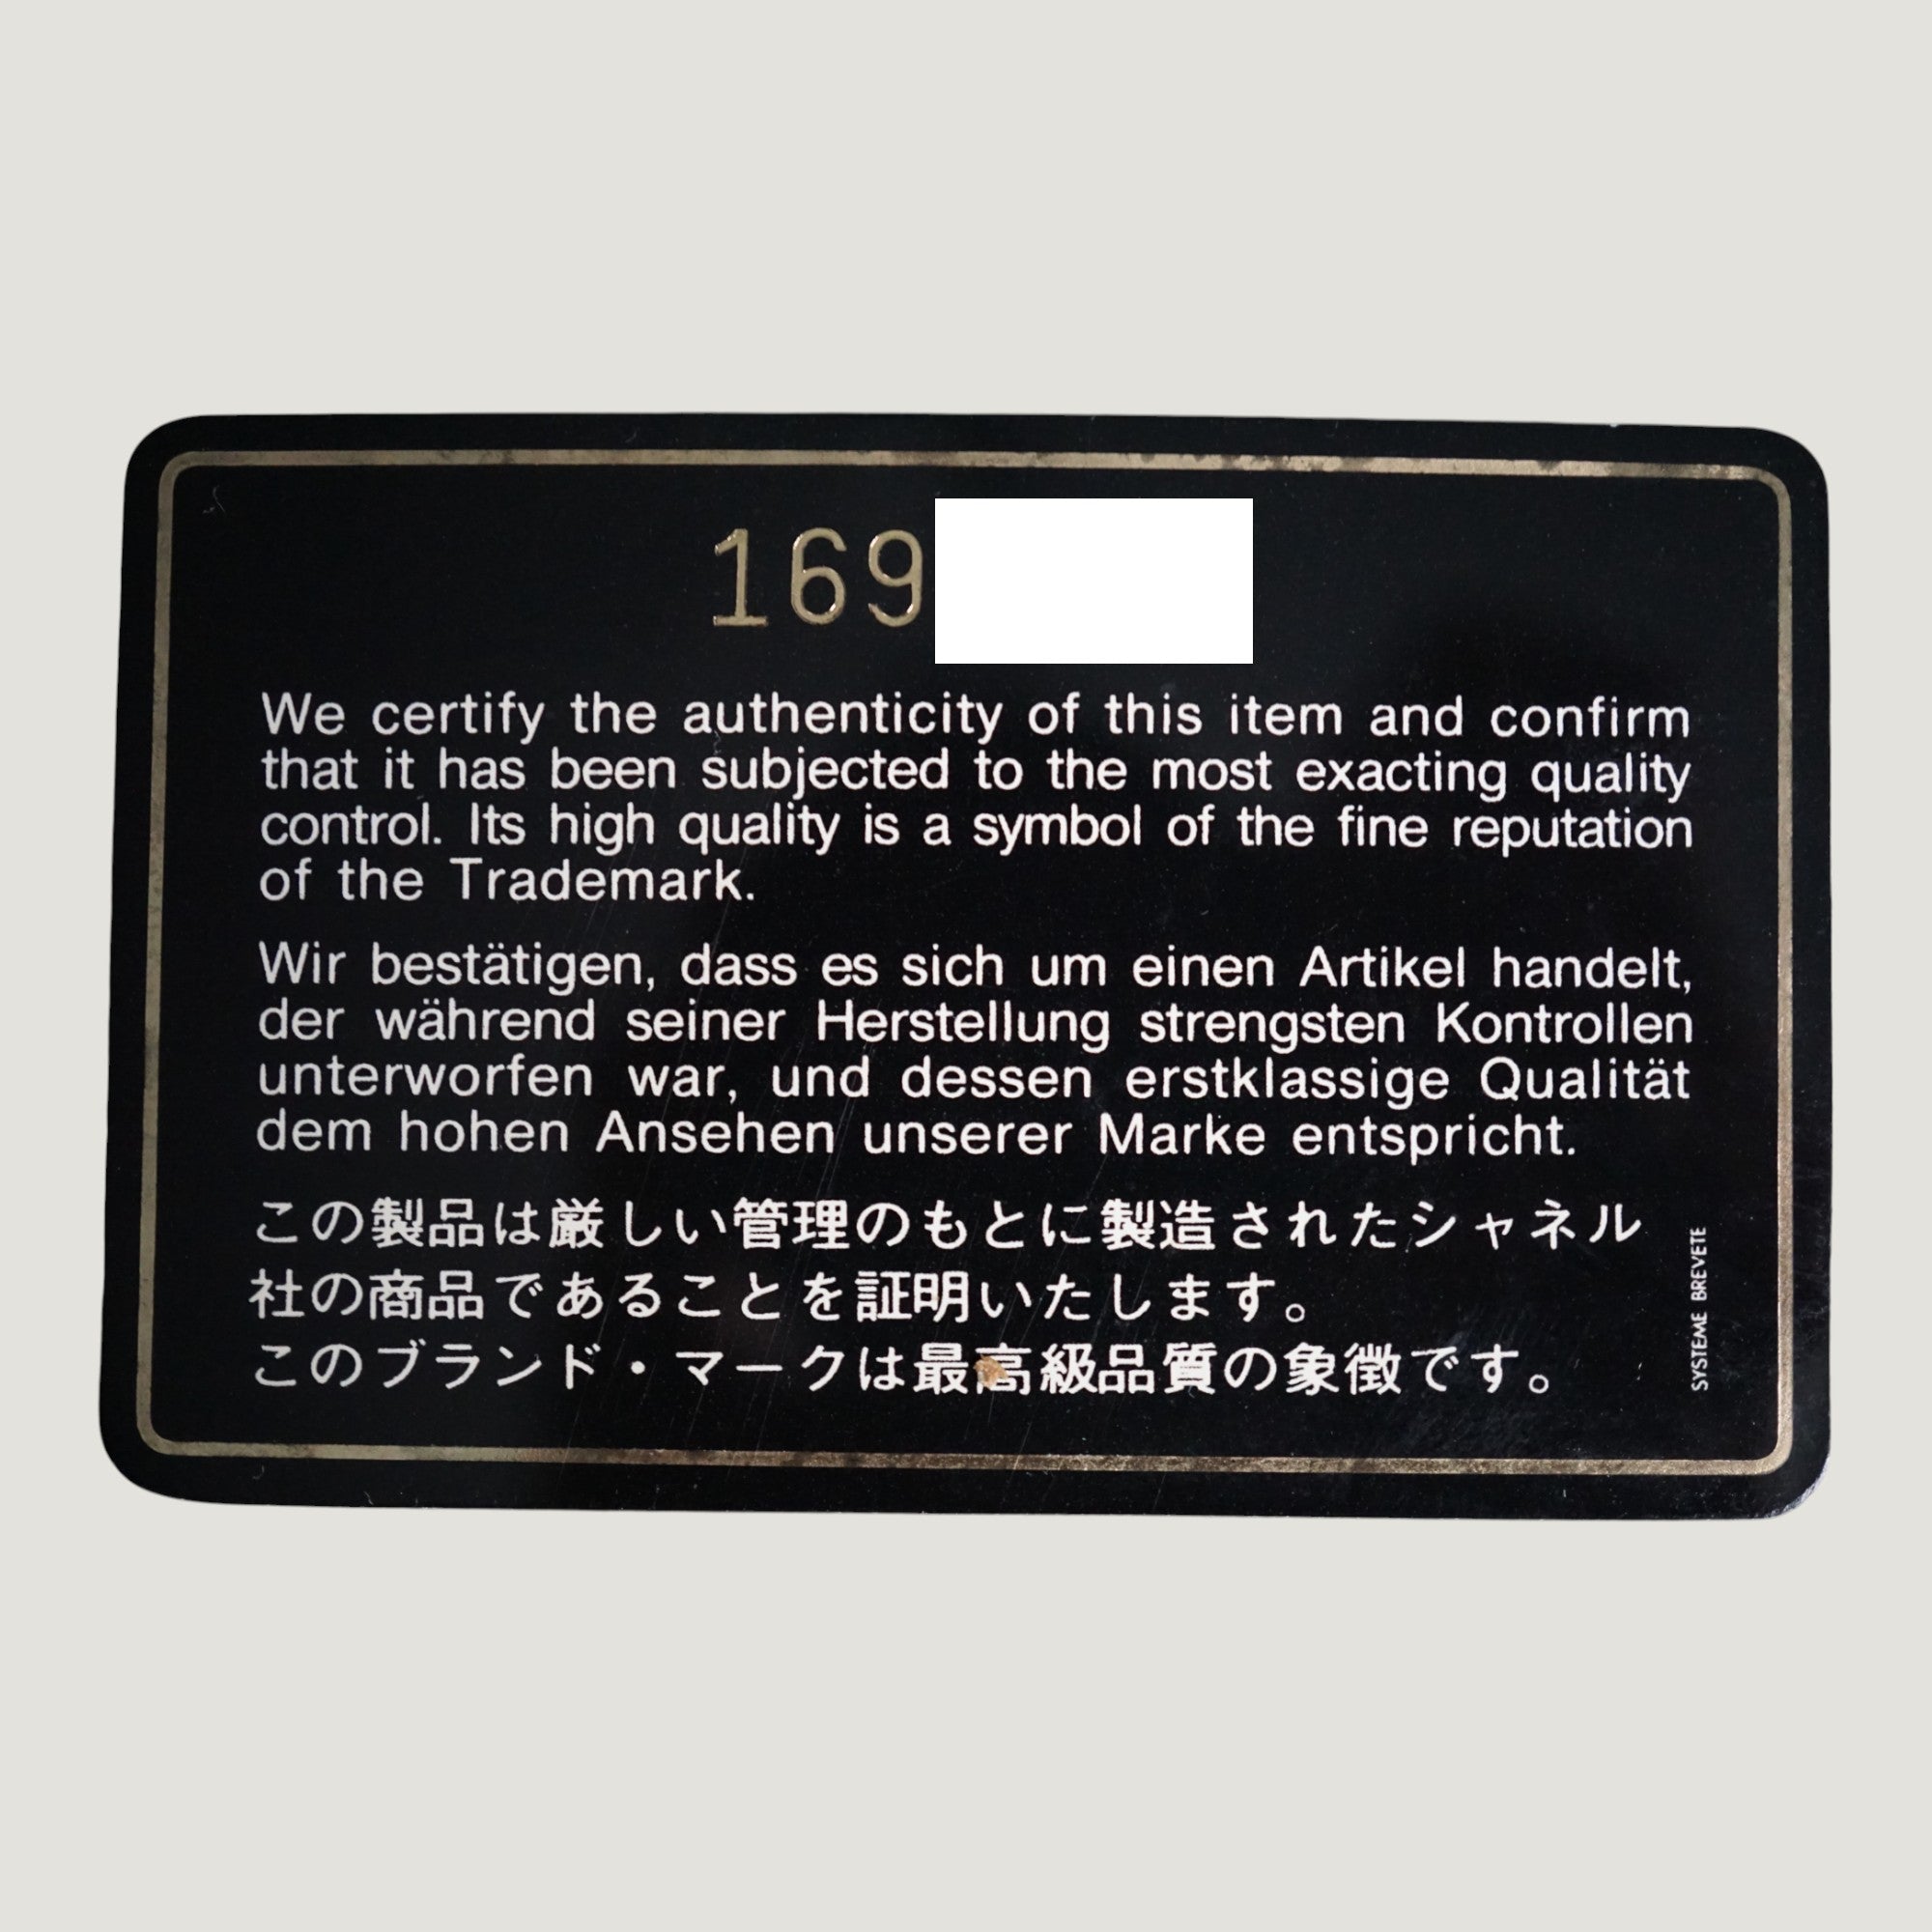 169
We certify the authenticity of this item and confirm
that it has been subjected to the most exacting quality
control. Its high quality is a symbol of the fine reputation
of the Trademark.
Wir bestätigen, dass es sich um einen Artikel handelt,
der während seiner Herstellung strengsten Kontrollen
unterworfen war, und dessen erstklassige Qualität
dem hohen Ansehen unserer Marke entspricht.
この製品は厳しい管理のもとに製造されたシャネル
社の商品であることを証明いたします。
このブランド・マークは最高級品質の象徴です。
SYSTEME BREVETE